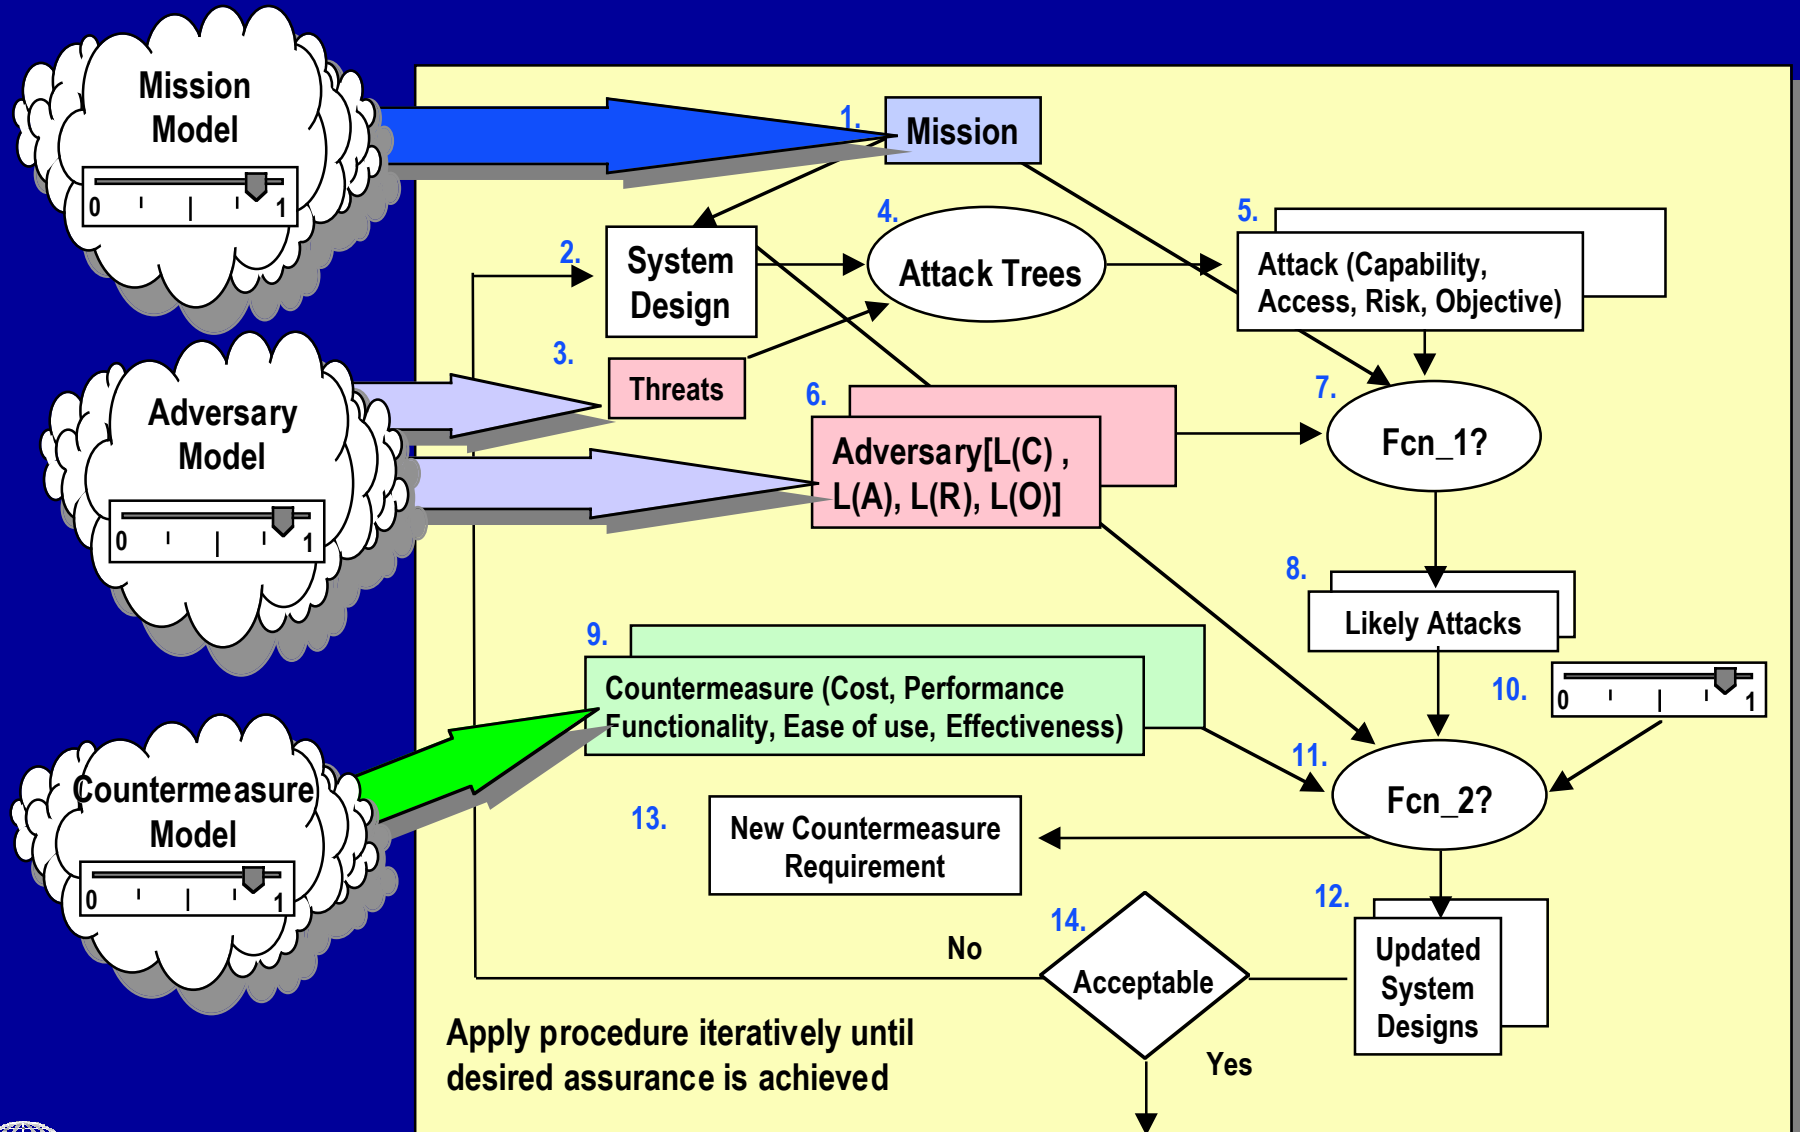 Mission
Model
0 1
Adversary
Model
0 1
Countermeasure
Model
0 1
1.
Mission
2.
System
Design
3.
Threats
4.
Attack Trees
5.
Attack (Capability,
Access, Risk, Objective)
6.
Adversary[L(C) ,
L(A), L(R), L(O)]
7.
Fcn_1?
8.
Likely Attacks
9.
Countermeasure (Cost, Performance
Functionality, Ease of use, Effectiveness)
10.
0 1
11.
Fcn_2?
13.
New Countermeasure
Requirement
12.
Updated
System
Designs
14.
Acceptable
No
Yes
Apply procedure iteratively until
desired assurance is achieved